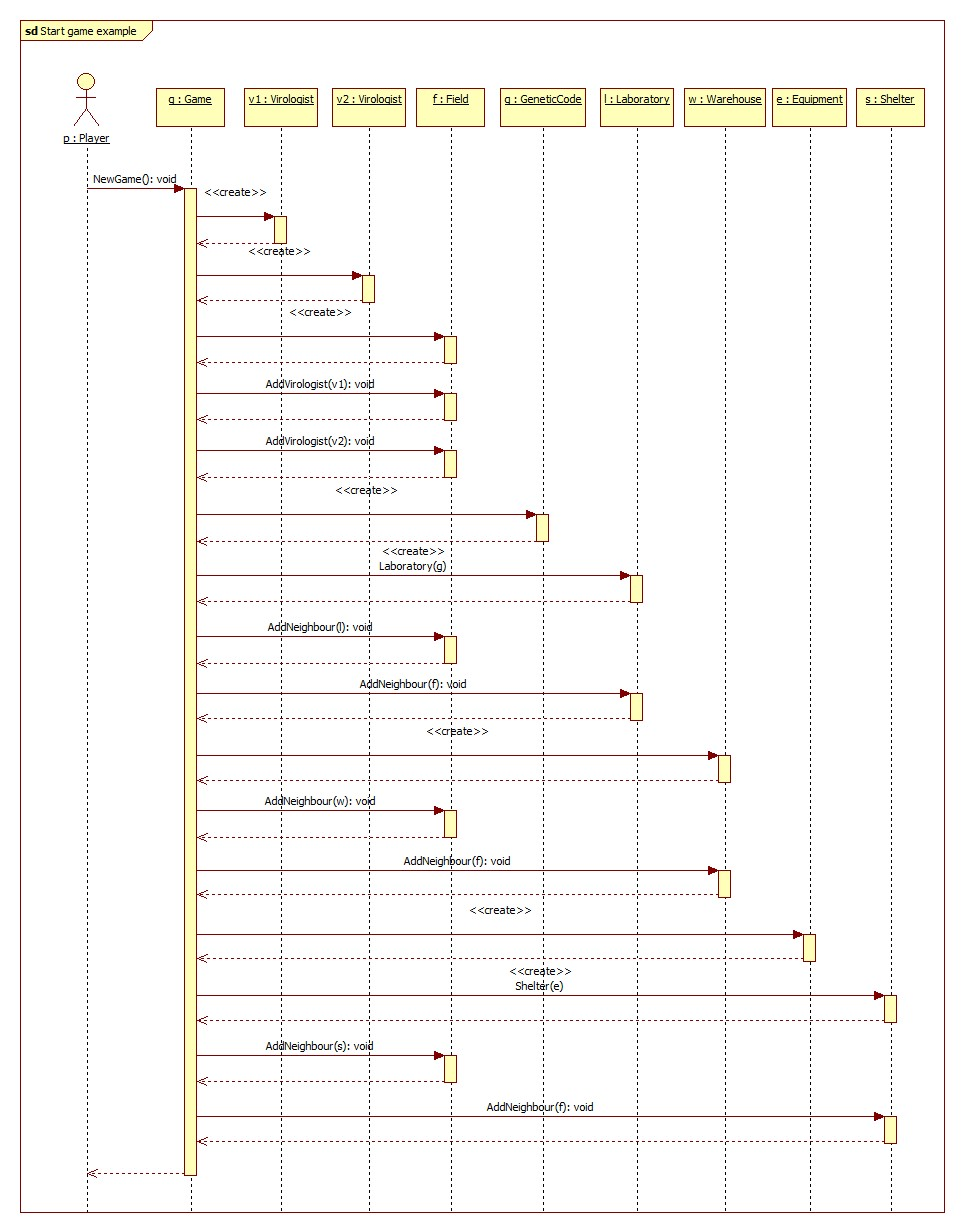 sd Start game example
p : Player
g : Game
v1 : Virologist
v2 : Virologist
f : Field
g : GeneticCode
l : Laboratory
w : Warehouse
e : Equipment
s : Shelter
NewGame(): void
<<create>>
<<create>>
<<create>>
AddVirologist(v1): void
AddVirologist(v2): void
<<create>>
<<create>>
Laboratory(g)
AddNeighbour(l): void
AddNeighbour(f): void
<<create>>
AddNeighbour(w): void
AddNeighbour(f): void
<<create>>
<<create>>
Shelter(e)
AddNeighbour(s): void
AddNeighbour(f): void